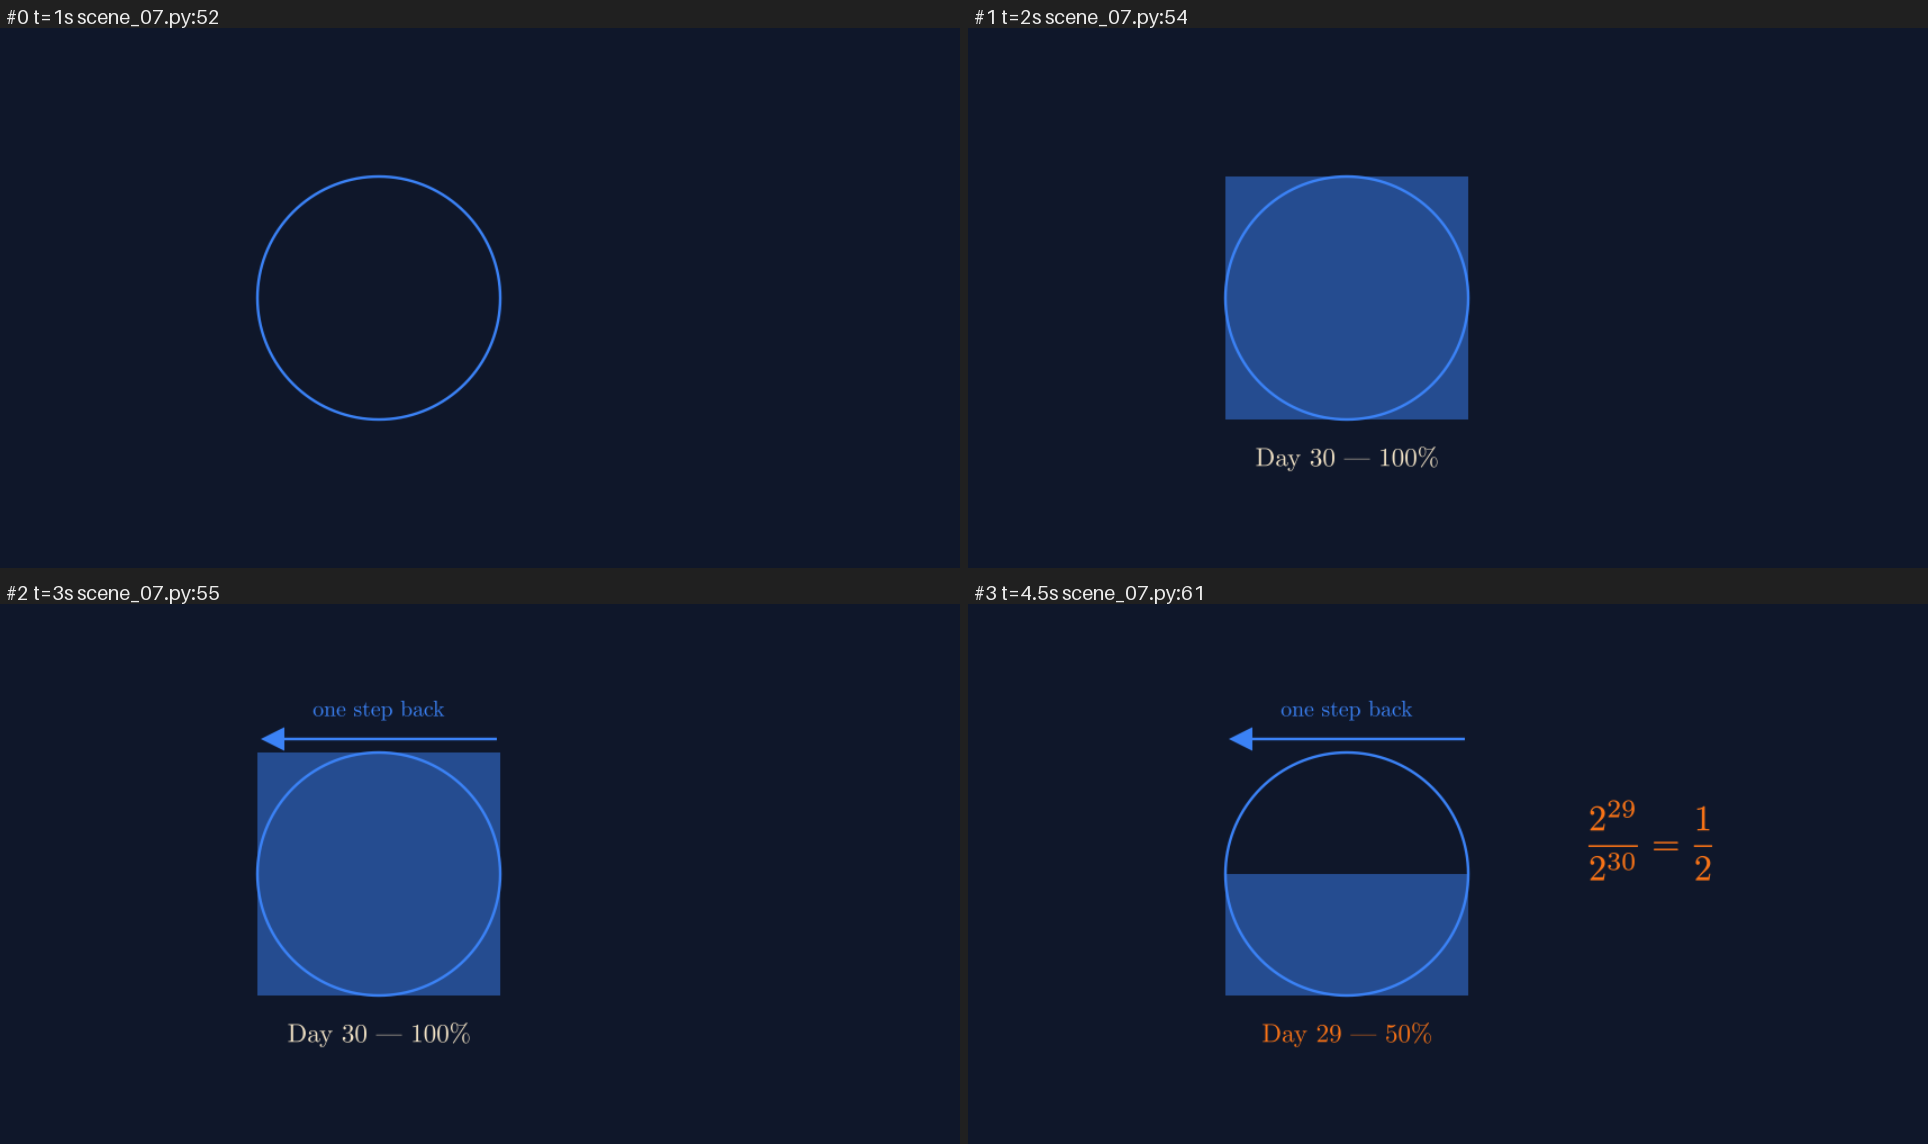 #0 t=1s scene_07.py:52
#1 t=2s scene_07.py:54
Day 30 — 100%
#2 t=3s scene_07.py:55
one step back
Day 30 — 100%
#3 t=4.5s scene_07.py:61
one step back
2^29/2^30 = 1/2
Day 29 — 50%